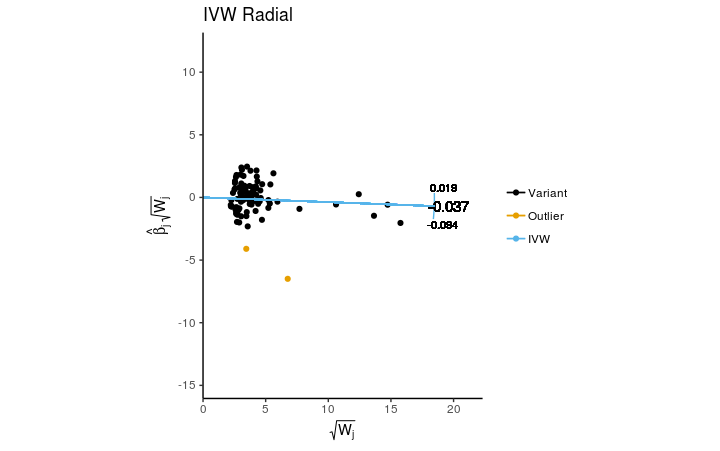 IVW Radial
10
5
0
-5
-10
-15
β̂j√Wj
0.019
-0.037
-0.094
0
5
10
15
20
√Wj
Variant
Outlier
IVW